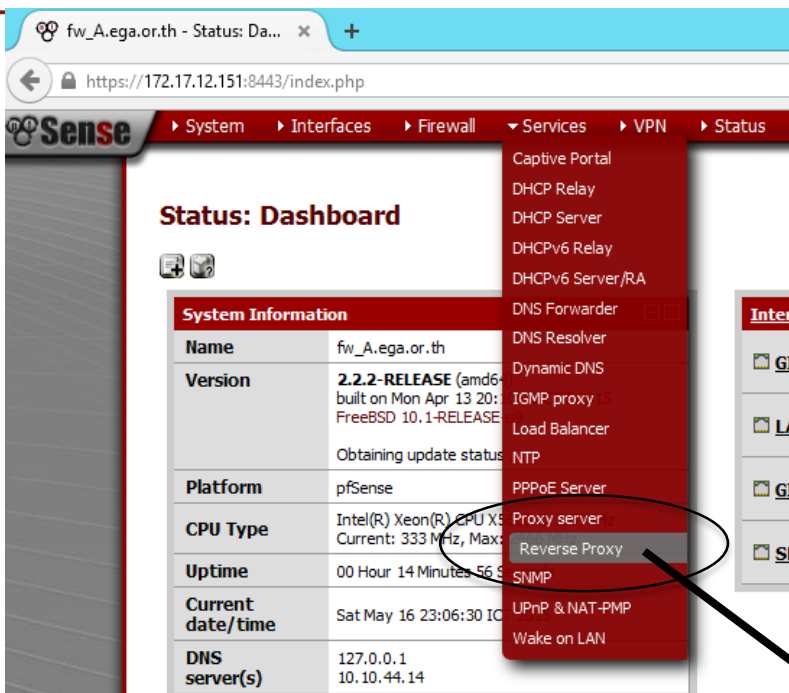 fw_A.ega.or.th - Status: Da...
https://172.17.12.151:8443/index.php
Sense
System Interfaces Firewall Services VPN Status
Captive Portal
DHCP Relay
DHCP Server
DHCPv6 Relay
DHCPv6 Server/RA
DNS Forwarder
DNS Resolver
Dynamic DNS
IGMP proxy
Load Balancer
NTP
PPPoE Server
Proxy server
Reverse Proxy
SNMP
UPnP & NAT-PMP
Wake on LAN
Status: Dashboard
System Information
Name fw_A.ega.or.th
Version 2.2.2-RELEASE (amd64)
built on Mon Apr 13 20:
FreeBSD 10.1-RELEASE
Obtaining update status
Platform pfSense
CPU Type Intel(R) Xeon(R) CPU
Current: 333 MHz, Max:
Uptime 00 Hour 14 Minutes 56
Current date/time Sat May 16 23:06:30
DNS server(s) 127.0.0.1
10.10.44.14